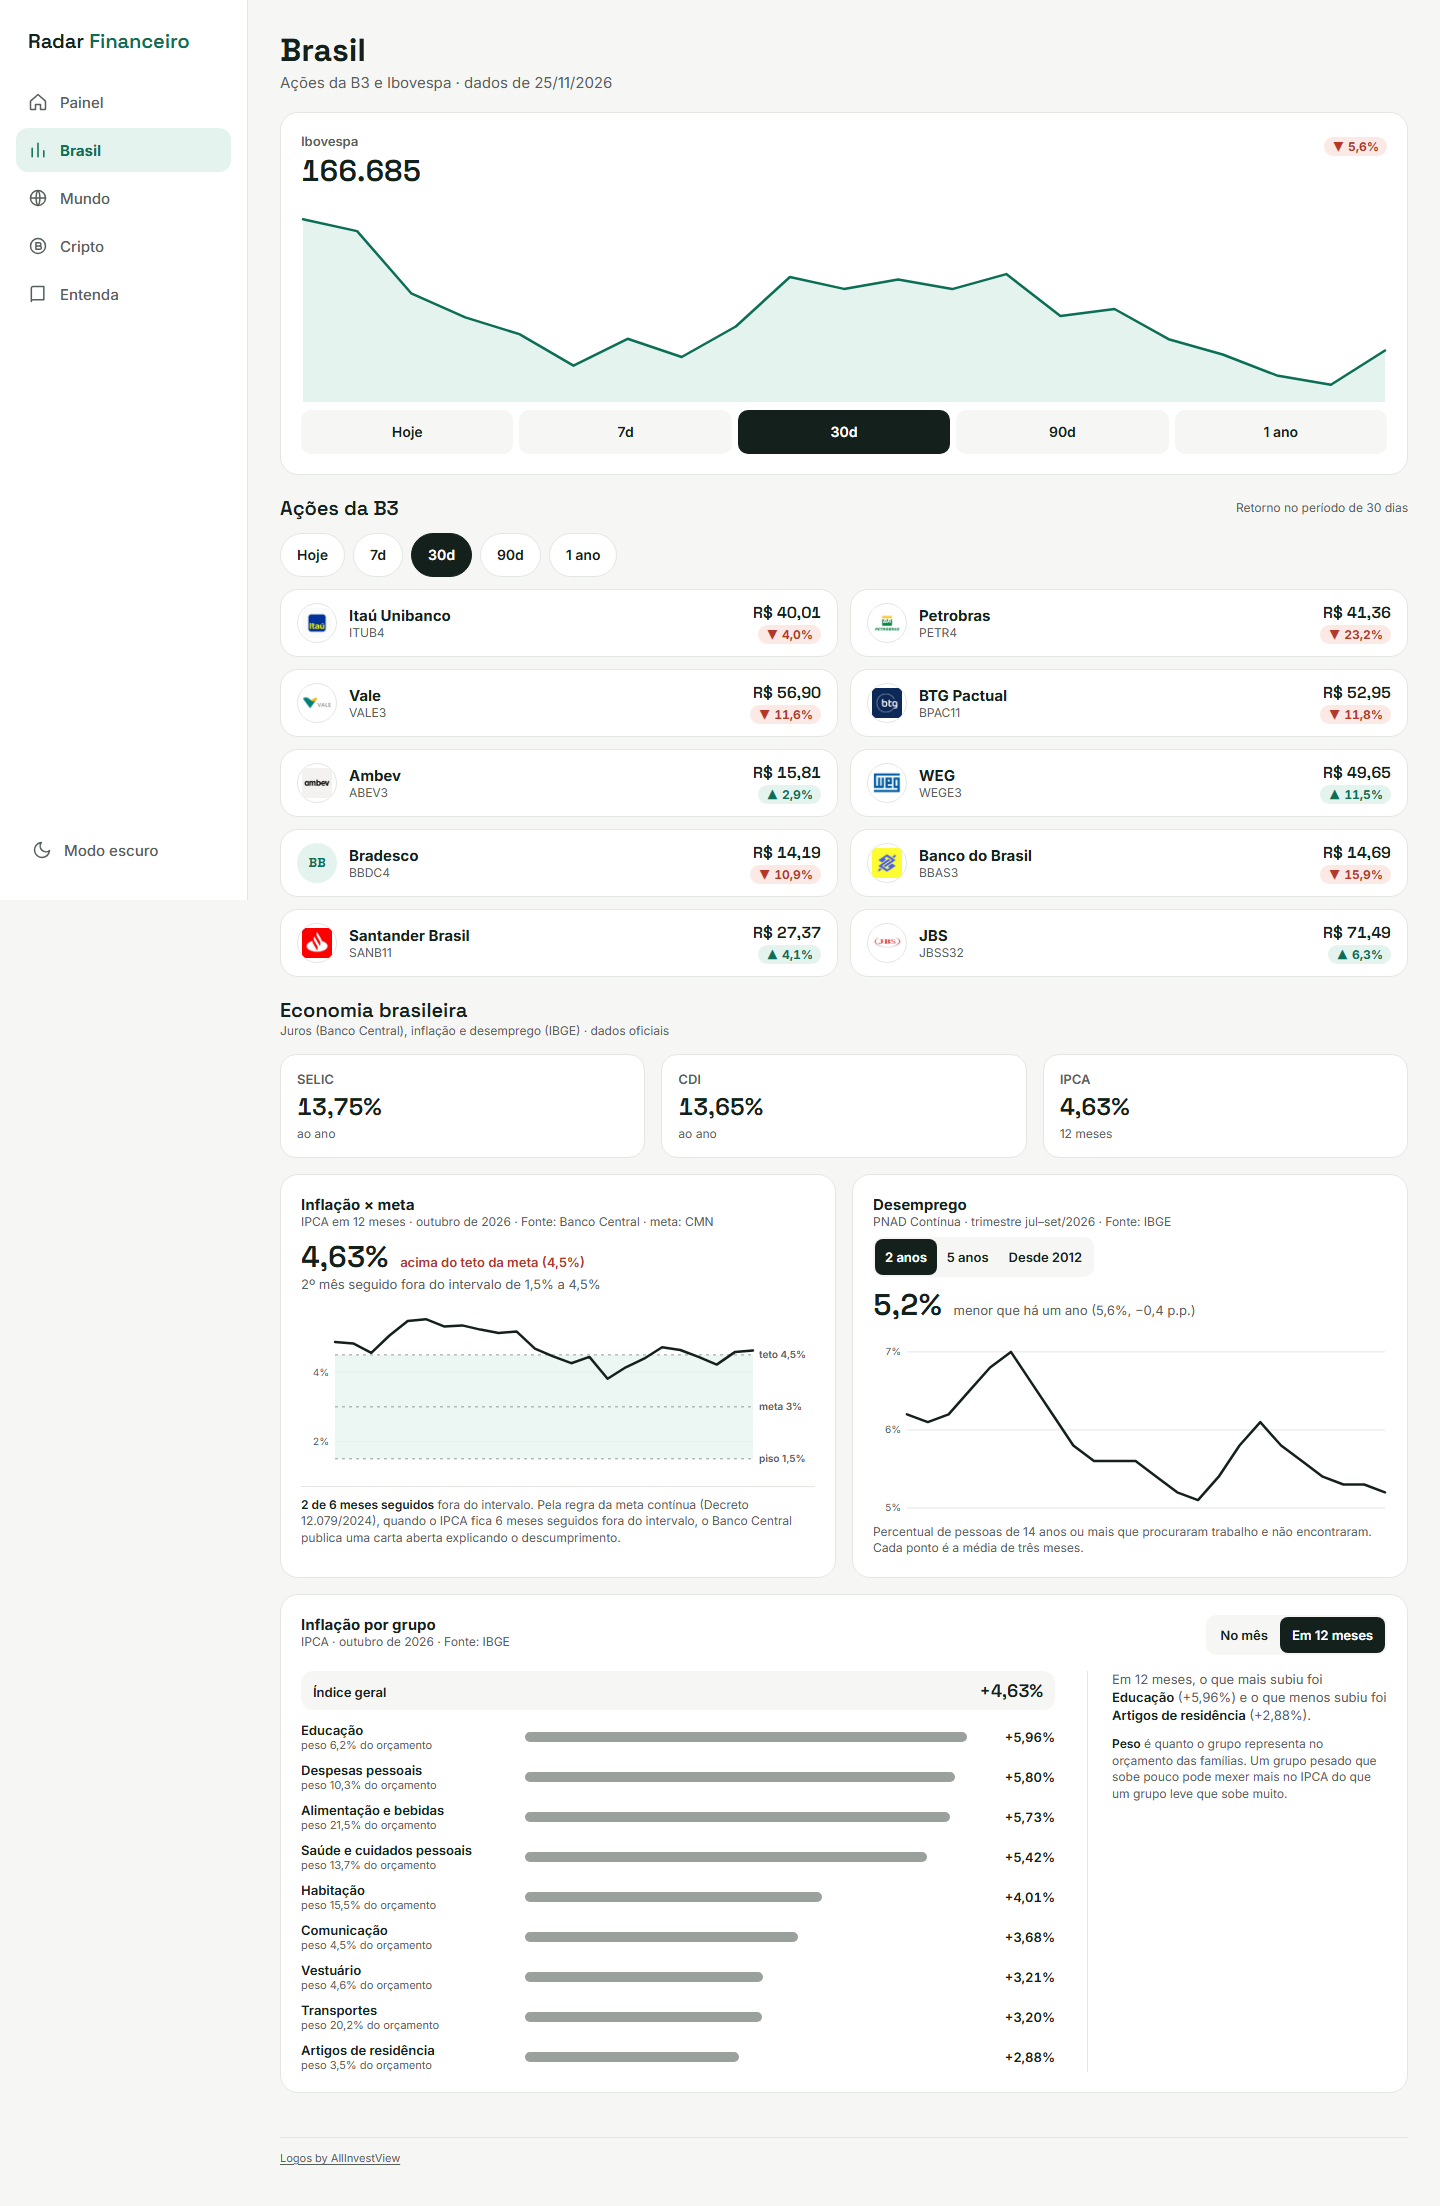 Radar Financeiro
Painel
Brasil
Mundo
Cripto
Entenda
Modo escuro
Brasil
Ações da B3 e Ibovespa · dados de 25/11/2026
Ibovespa
166.685
▼ 5,6%
Hoje
7d
30d
90d
1 ano
Ações da B3
Retorno no período de 30 dias
Hoje
7d
30d
90d
1 ano
Itaú
Itaú Unibanco
ITUB4
R$ 40,01
▼ 4,0%
PETROBRAS
Petrobras
PETR4
R$ 41,36
▼ 23,2%
VALE
Vale
VALE3
R$ 56,90
▼ 11,6%
btg
BTG Pactual
BPAC11
R$ 52,95
▼ 11,8%
ambev
Ambev
ABEV3
R$ 15,81
▲ 2,9%
WEG
WEG
WEGE3
R$ 49,65
▲ 11,5%
BB
Bradesco
BBDC4
R$ 14,19
▼ 10,9%
Banco do Brasil
BBAS3
R$ 14,69
▼ 15,9%
Santander Brasil
SANB11
R$ 27,37
▲ 4,1%
JBS
JBS
JBSS32
R$ 71,49
▲ 6,3%
Economia brasileira
Juros (Banco Central), inflação e desemprego (IBGE) · dados oficiais
SELIC
13,75%
ao ano
CDI
13,65%
ao ano
IPCA
4,63%
12 meses
Inflação × meta
IPCA em 12 meses · outubro de 2026 · Fonte: Banco Central · meta: CMN
4,63% acima do teto da meta (4,5%)
2º mês seguido fora do intervalo de 1,5% a 4,5%
teto 4,5%
4%
meta 3%
2%
piso 1,5%
2 de 6 meses seguidos fora do intervalo. Pela regra da meta contínua (Decreto
12.079/2024), quando o IPCA fica 6 meses seguidos fora do intervalo, o Banco Central
publica uma carta aberta explicando o descumprimento.
Desemprego
PNAD Contínua · trimestre jul–set/2026 · Fonte: IBGE
2 anos
5 anos
Desde 2012
5,2% menor que há um ano (5,6%, −0,4 p.p.)
7%
6%
5%
Percentual de pessoas de 14 anos ou mais que procuraram trabalho e não encontraram.
Cada ponto é a média de três meses.
Inflação por grupo
IPCA · outubro de 2026 · Fonte: IBGE
No mês
Em 12 meses
Índice geral
+4,63%
Educação
peso 6,2% do orçamento
+5,96%
Despesas pessoais
peso 10,3% do orçamento
+5,80%
Alimentação e bebidas
peso 21,5% do orçamento
+5,73%
Saúde e cuidados pessoais
peso 13,7% do orçamento
+5,42%
Habitação
peso 15,5% do orçamento
+4,01%
Comunicação
peso 4,5% do orçamento
+3,68%
Vestuário
peso 4,6% do orçamento
+3,21%
Transportes
peso 20,2% do orçamento
+3,20%
Artigos de residência
peso 3,5% do orçamento
+2,88%
Em 12 meses, o que mais subiu foi
Educação (+5,96%) e o que menos subiu foi
Artigos de residência (+2,88%).
Peso é quanto o grupo representa no
orçamento das famílias. Um grupo pesado que
sobe pouco pode mexer mais no IPCA do que
um grupo leve que sobe muito.
Logos by AllInvestView